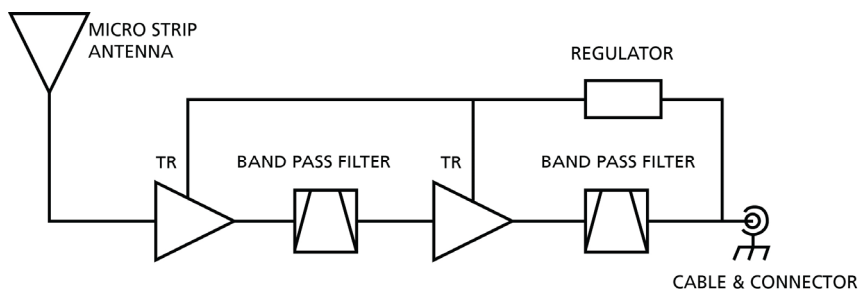 MICRO STRIP
ANTENNA
REGULATOR
TR
BAND PASS FILTER
TR
BAND PASS FILTER
CABLE & CONNECTOR